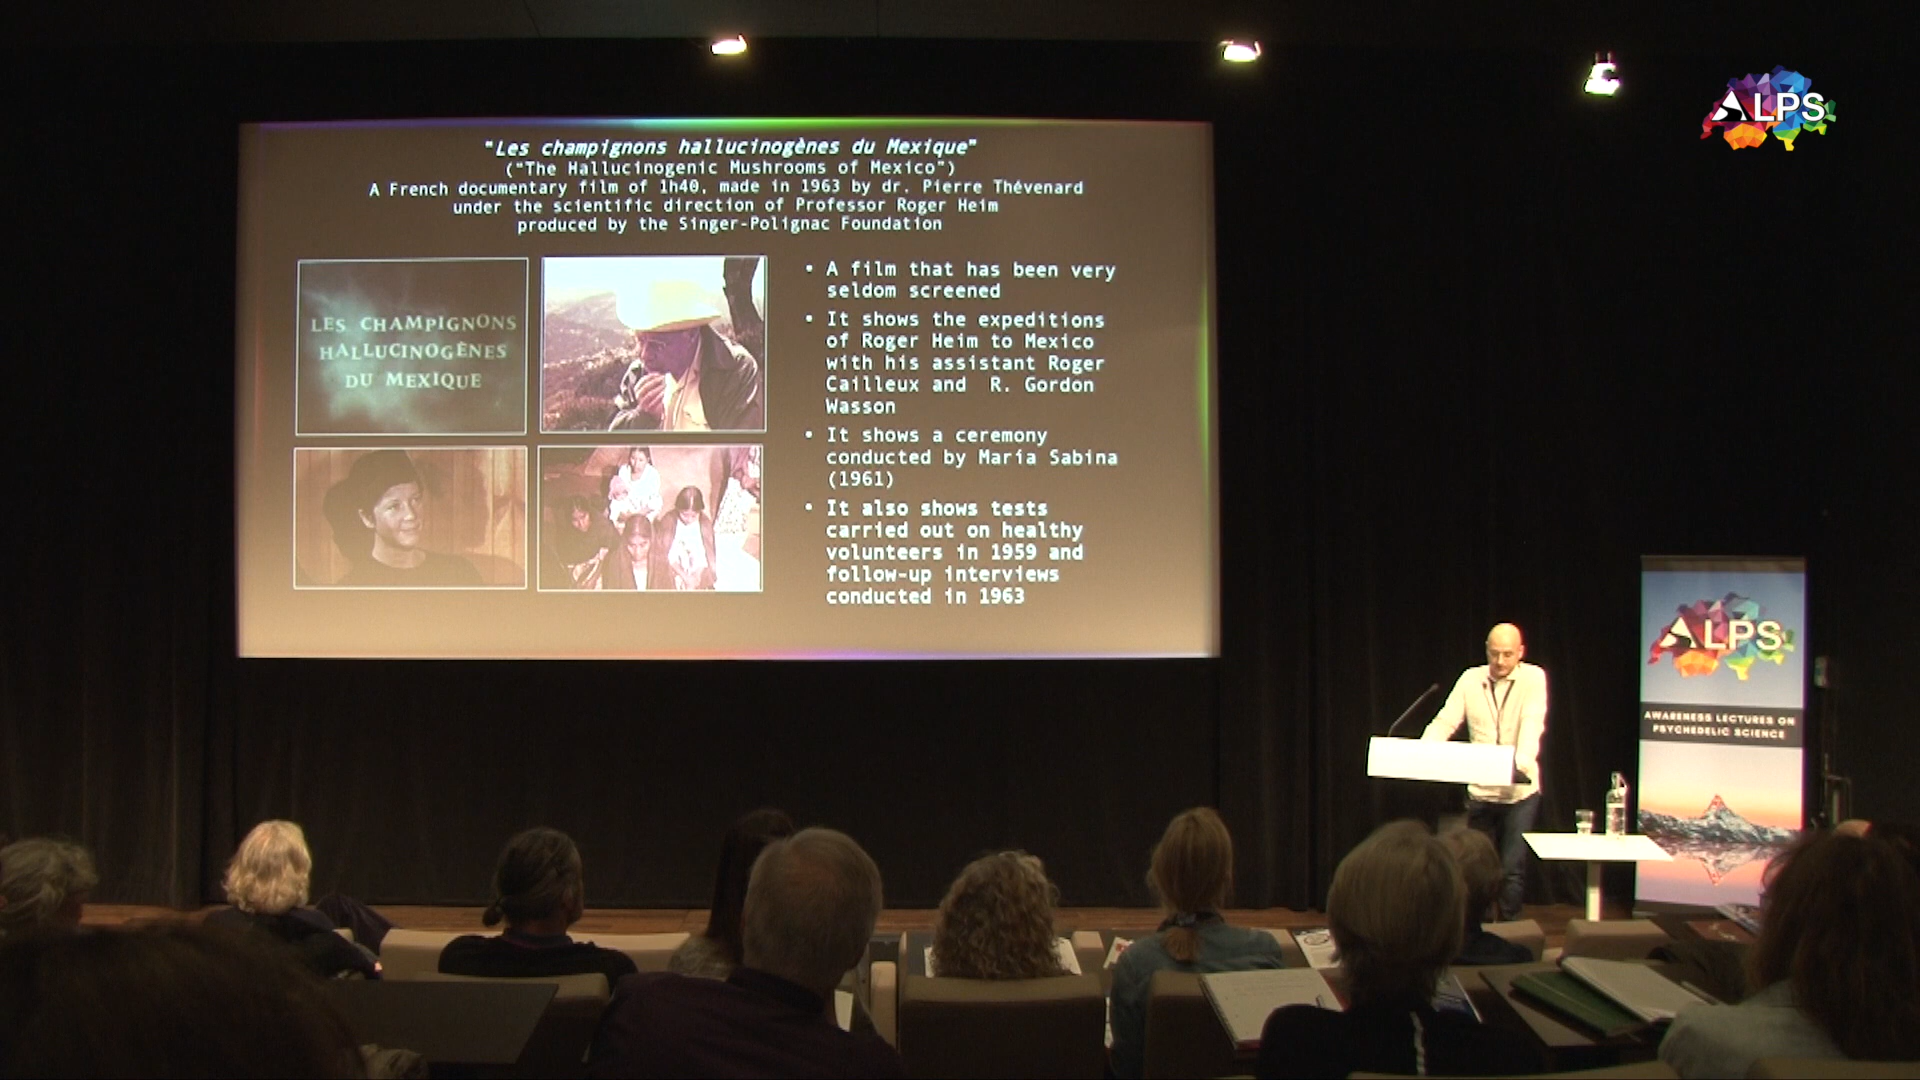 ALPS
"Les champignons hallucinogènes du Mexique"
("The Hallucinogenic Mushrooms of Mexico")
A French documentary film of 1h40, made in 1963 by dr. Pierre Thévenard
under the scientific direction of Professor Roger Heim
produced by the Singer-Polignac Foundation
LES CHAMPIGNONS
HALLUCINOGÈNES
DU MEXIQUE
• A film that has been very
seldom screened
• It shows the expeditions
of Roger Heim to Mexico
with his assistant Roger
Cailleux and R. Gordon
Wasson
• It shows a ceremony
conducted by María Sabina
(1961)
• It also shows tests
carried out on healthy
volunteers in 1959 and
follow-up interviews
conducted in 1963
ALPS
AWARENESS LECTURES ON
PSYCHEDELIC SCIENCE